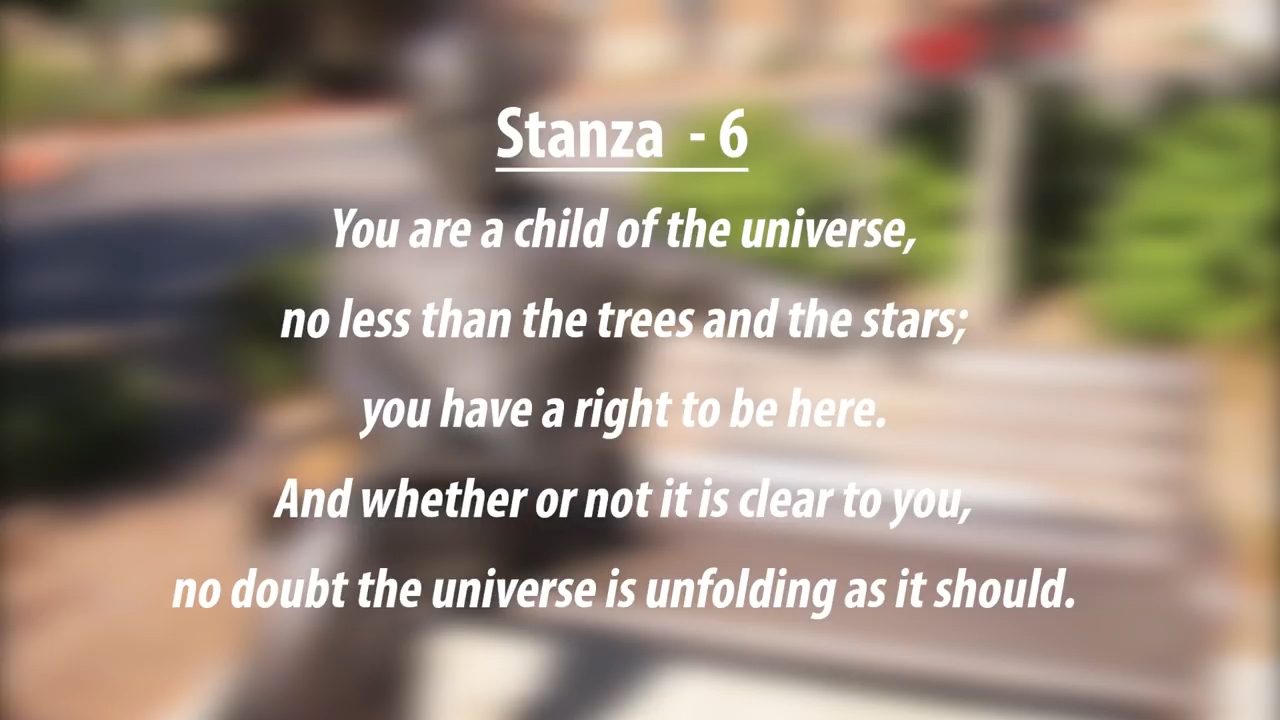 Stanza - 6
You are a child of the universe,
no less than the trees and the stars;
you have a right to be here.
And whether or not it is clear to you,
no doubt the universe is unfolding as it should.